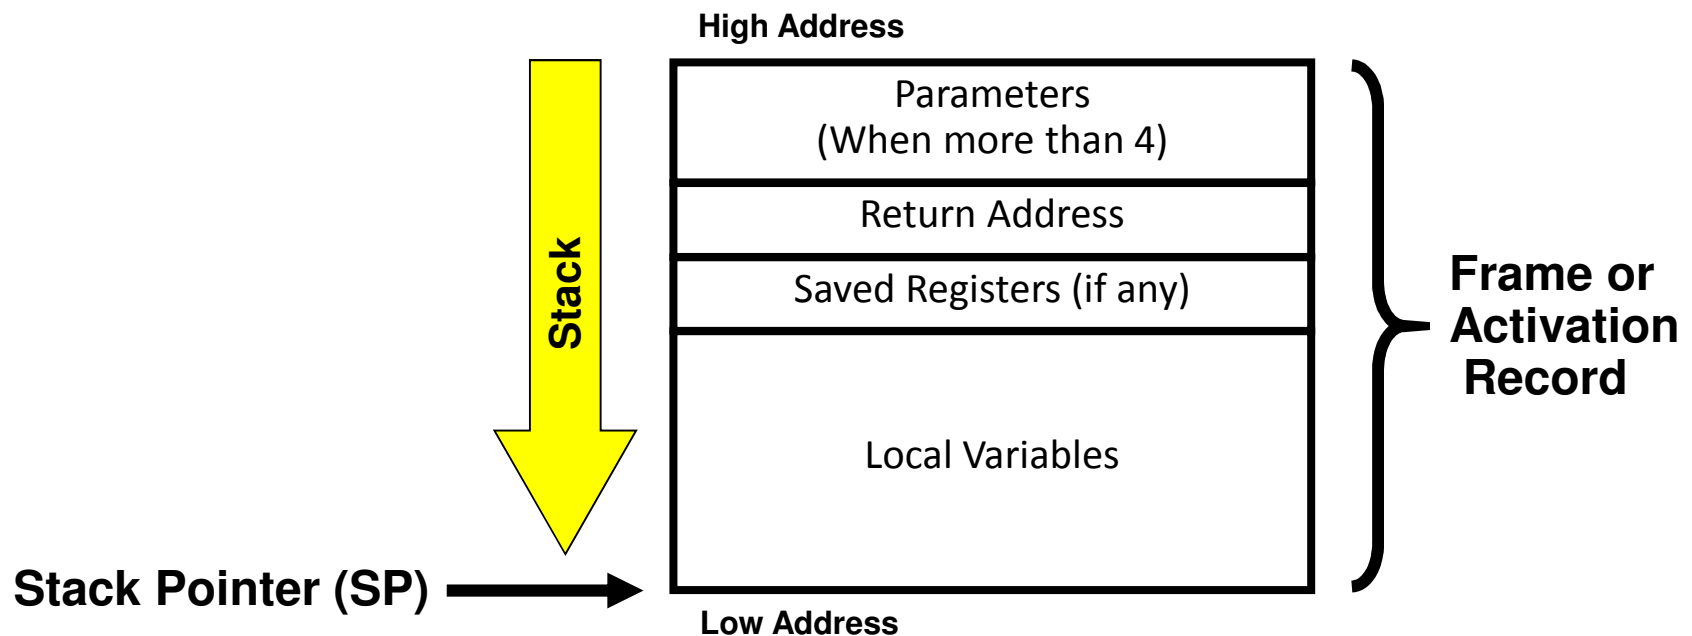 High Address
Parameters
(When more than 4)
Return Address
Saved Registers (if any)
Stack
Frame or
Activation
Record
Local Variables
Stack Pointer (SP)
Low Address